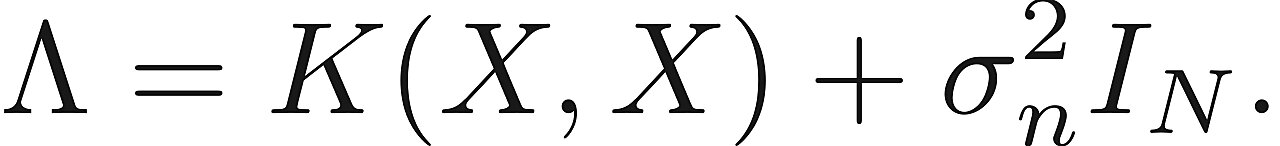 Λ = K(X, X) + σ_n^2 I_N.